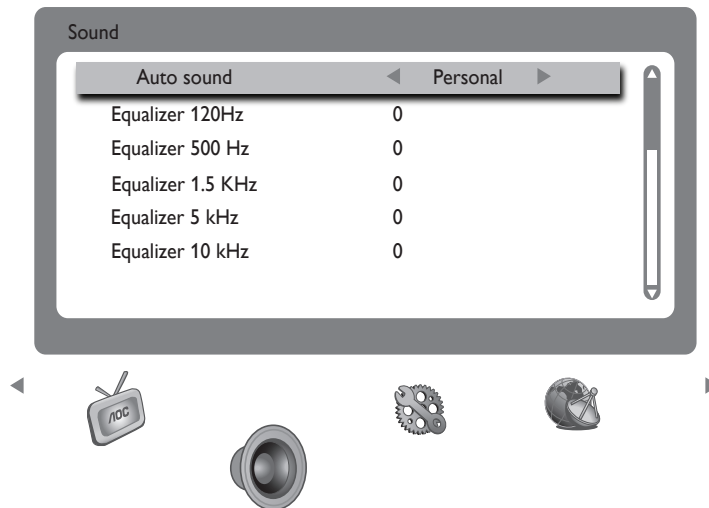 Sound
Auto sound Personal
Equalizer 120Hz 0
Equalizer 500 Hz 0
Equalizer 1.5 KHz 0
Equalizer 5 kHz 0
Equalizer 10 kHz 0
AOC